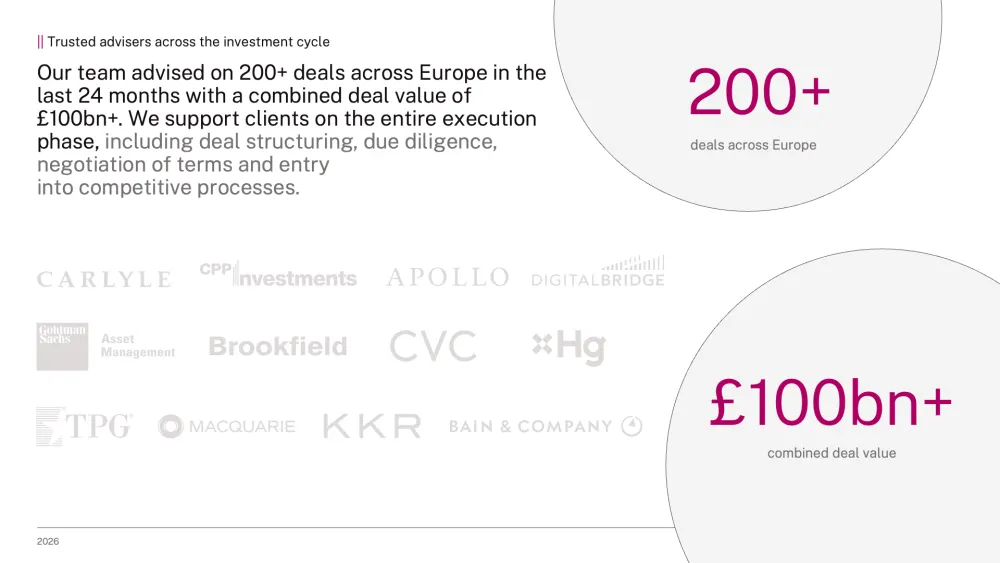 || Trusted advisers across the investment cycle
Our team advised on 200+ deals across Europe in the
last 24 months with a combined deal value of
£100bn+. We support clients on the entire execution
phase, including deal structuring, due diligence,
negotiation of terms and entry
into competitive processes.
200+
deals across Europe
CARLYLE
CPP Investments
APOLLO
DIGITALBRIDGE
Goldman
Sachs
Asset
Management
Brookfield
CVC
Hg
TPG®
MACQUARIE
KKR
BAIN & COMPANY
£100bn+
combined deal value
2026